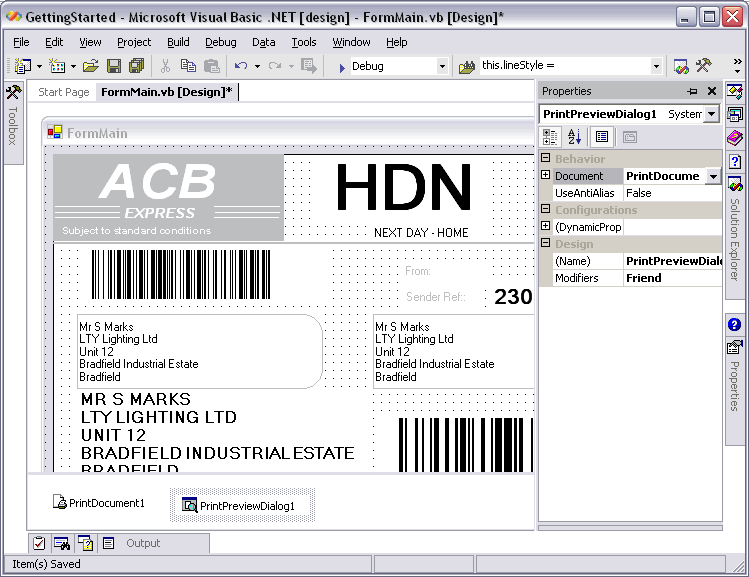 GettingStarted - Microsoft Visual Basic .NET [design] - FormMain.vb [Design]*
File Edit View Project Build Debug Data Tools Window Help
Debug this.lineStyle =
Toolbox
Start Page FormMain.vb [Design]*
FormMain
ACB
EXPRESS
Subject to standard conditions
HDN
NEXT DAY - HOME
From:
Sender Ref::
230
Mr S Marks
LTY Lighting Ltd
Unit 12
Bradfield Industrial Estate
Bradfield
Mr S Marks
LTY Lighting Ltd
Unit 12
Bradfield Industrial Estate
Bradfield
MR S MARKS
LTY LIGHTING LTD
UNIT 12
BRADFIELD INDUSTRIAL ESTATE
BRADFIELD
PrintDocument1
PrintPreviewDialog1
Properties
PrintPreviewDialog1 System
Behavior
Document PrintDocume
UseAntiAlias False
Configurations
(DynamicProp
Design
(Name) PrintPreviewDial
Modifiers Friend
Solution Explorer
Properties
Output
Item(s) Saved